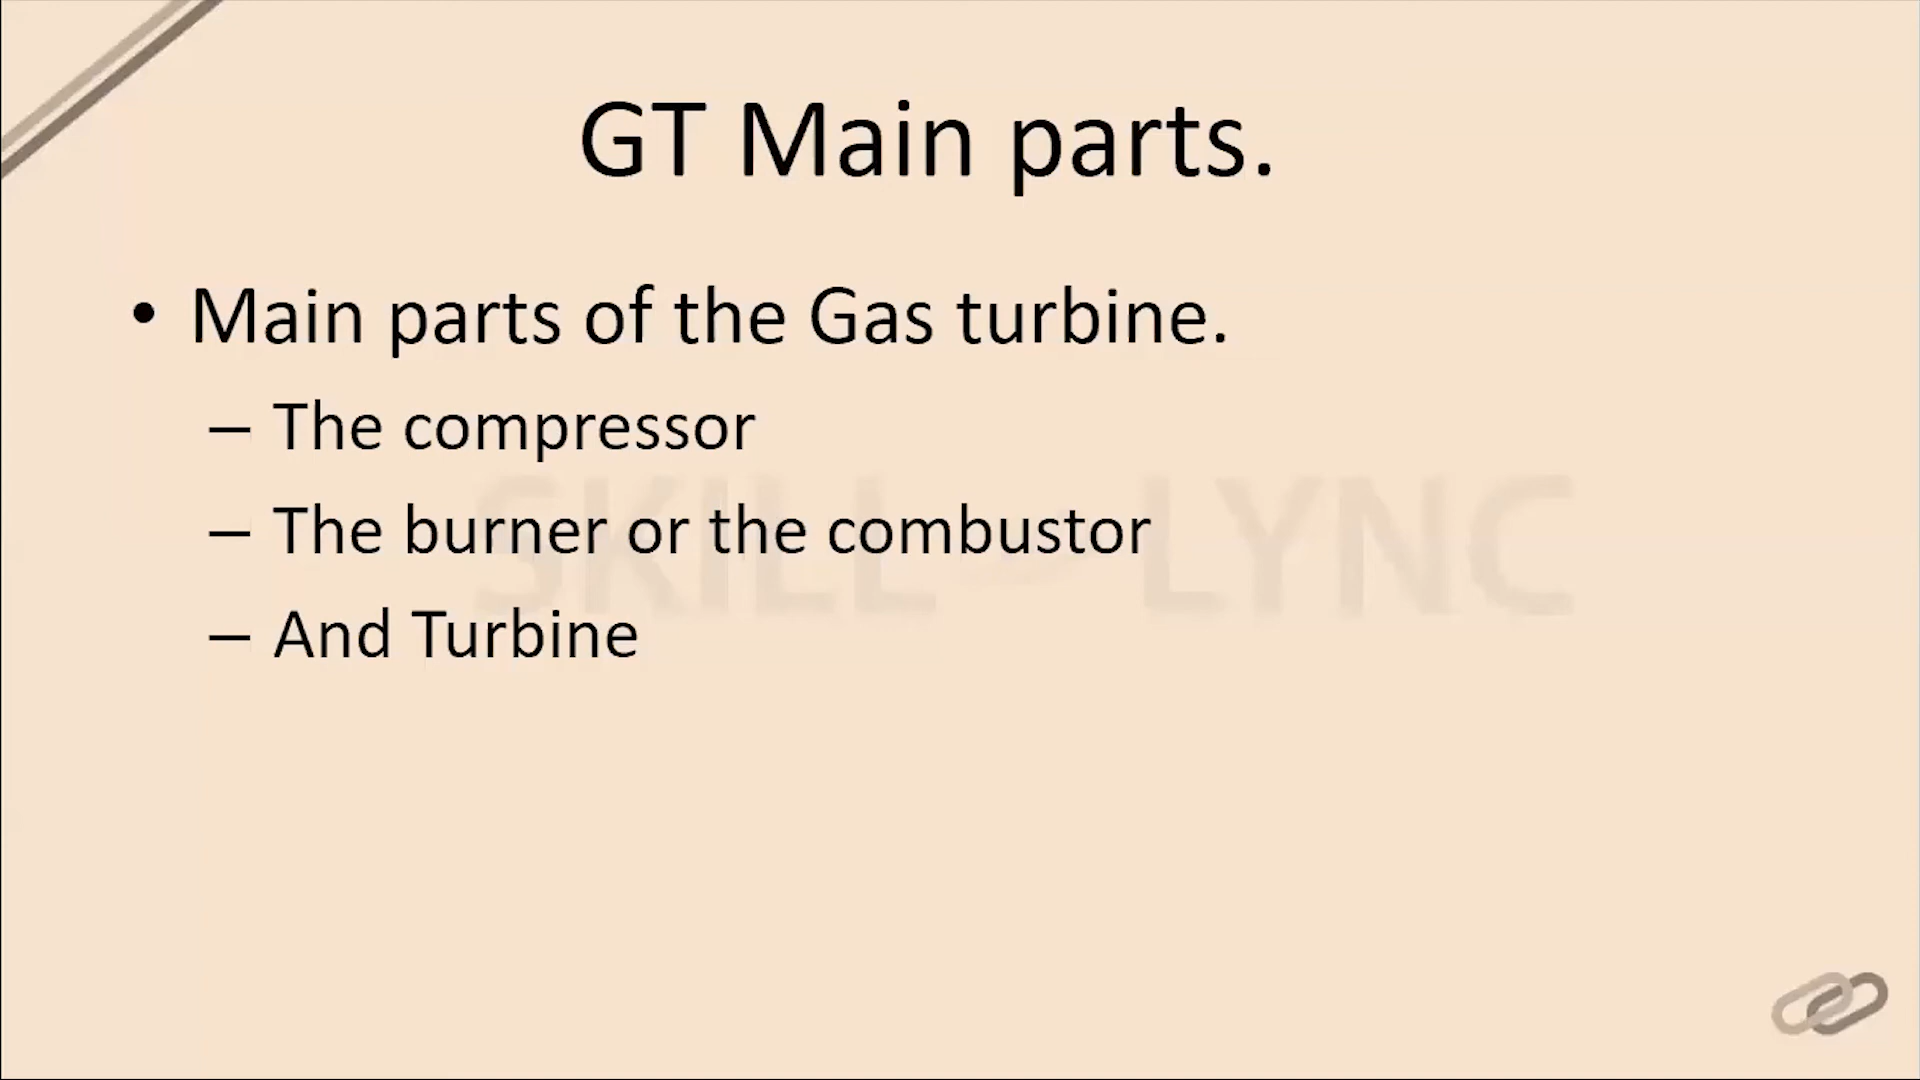 GT Main parts.
• Main parts of the Gas turbine.
– The compressor
– The burner or the combustor
– And Turbine
SKILL LYNC